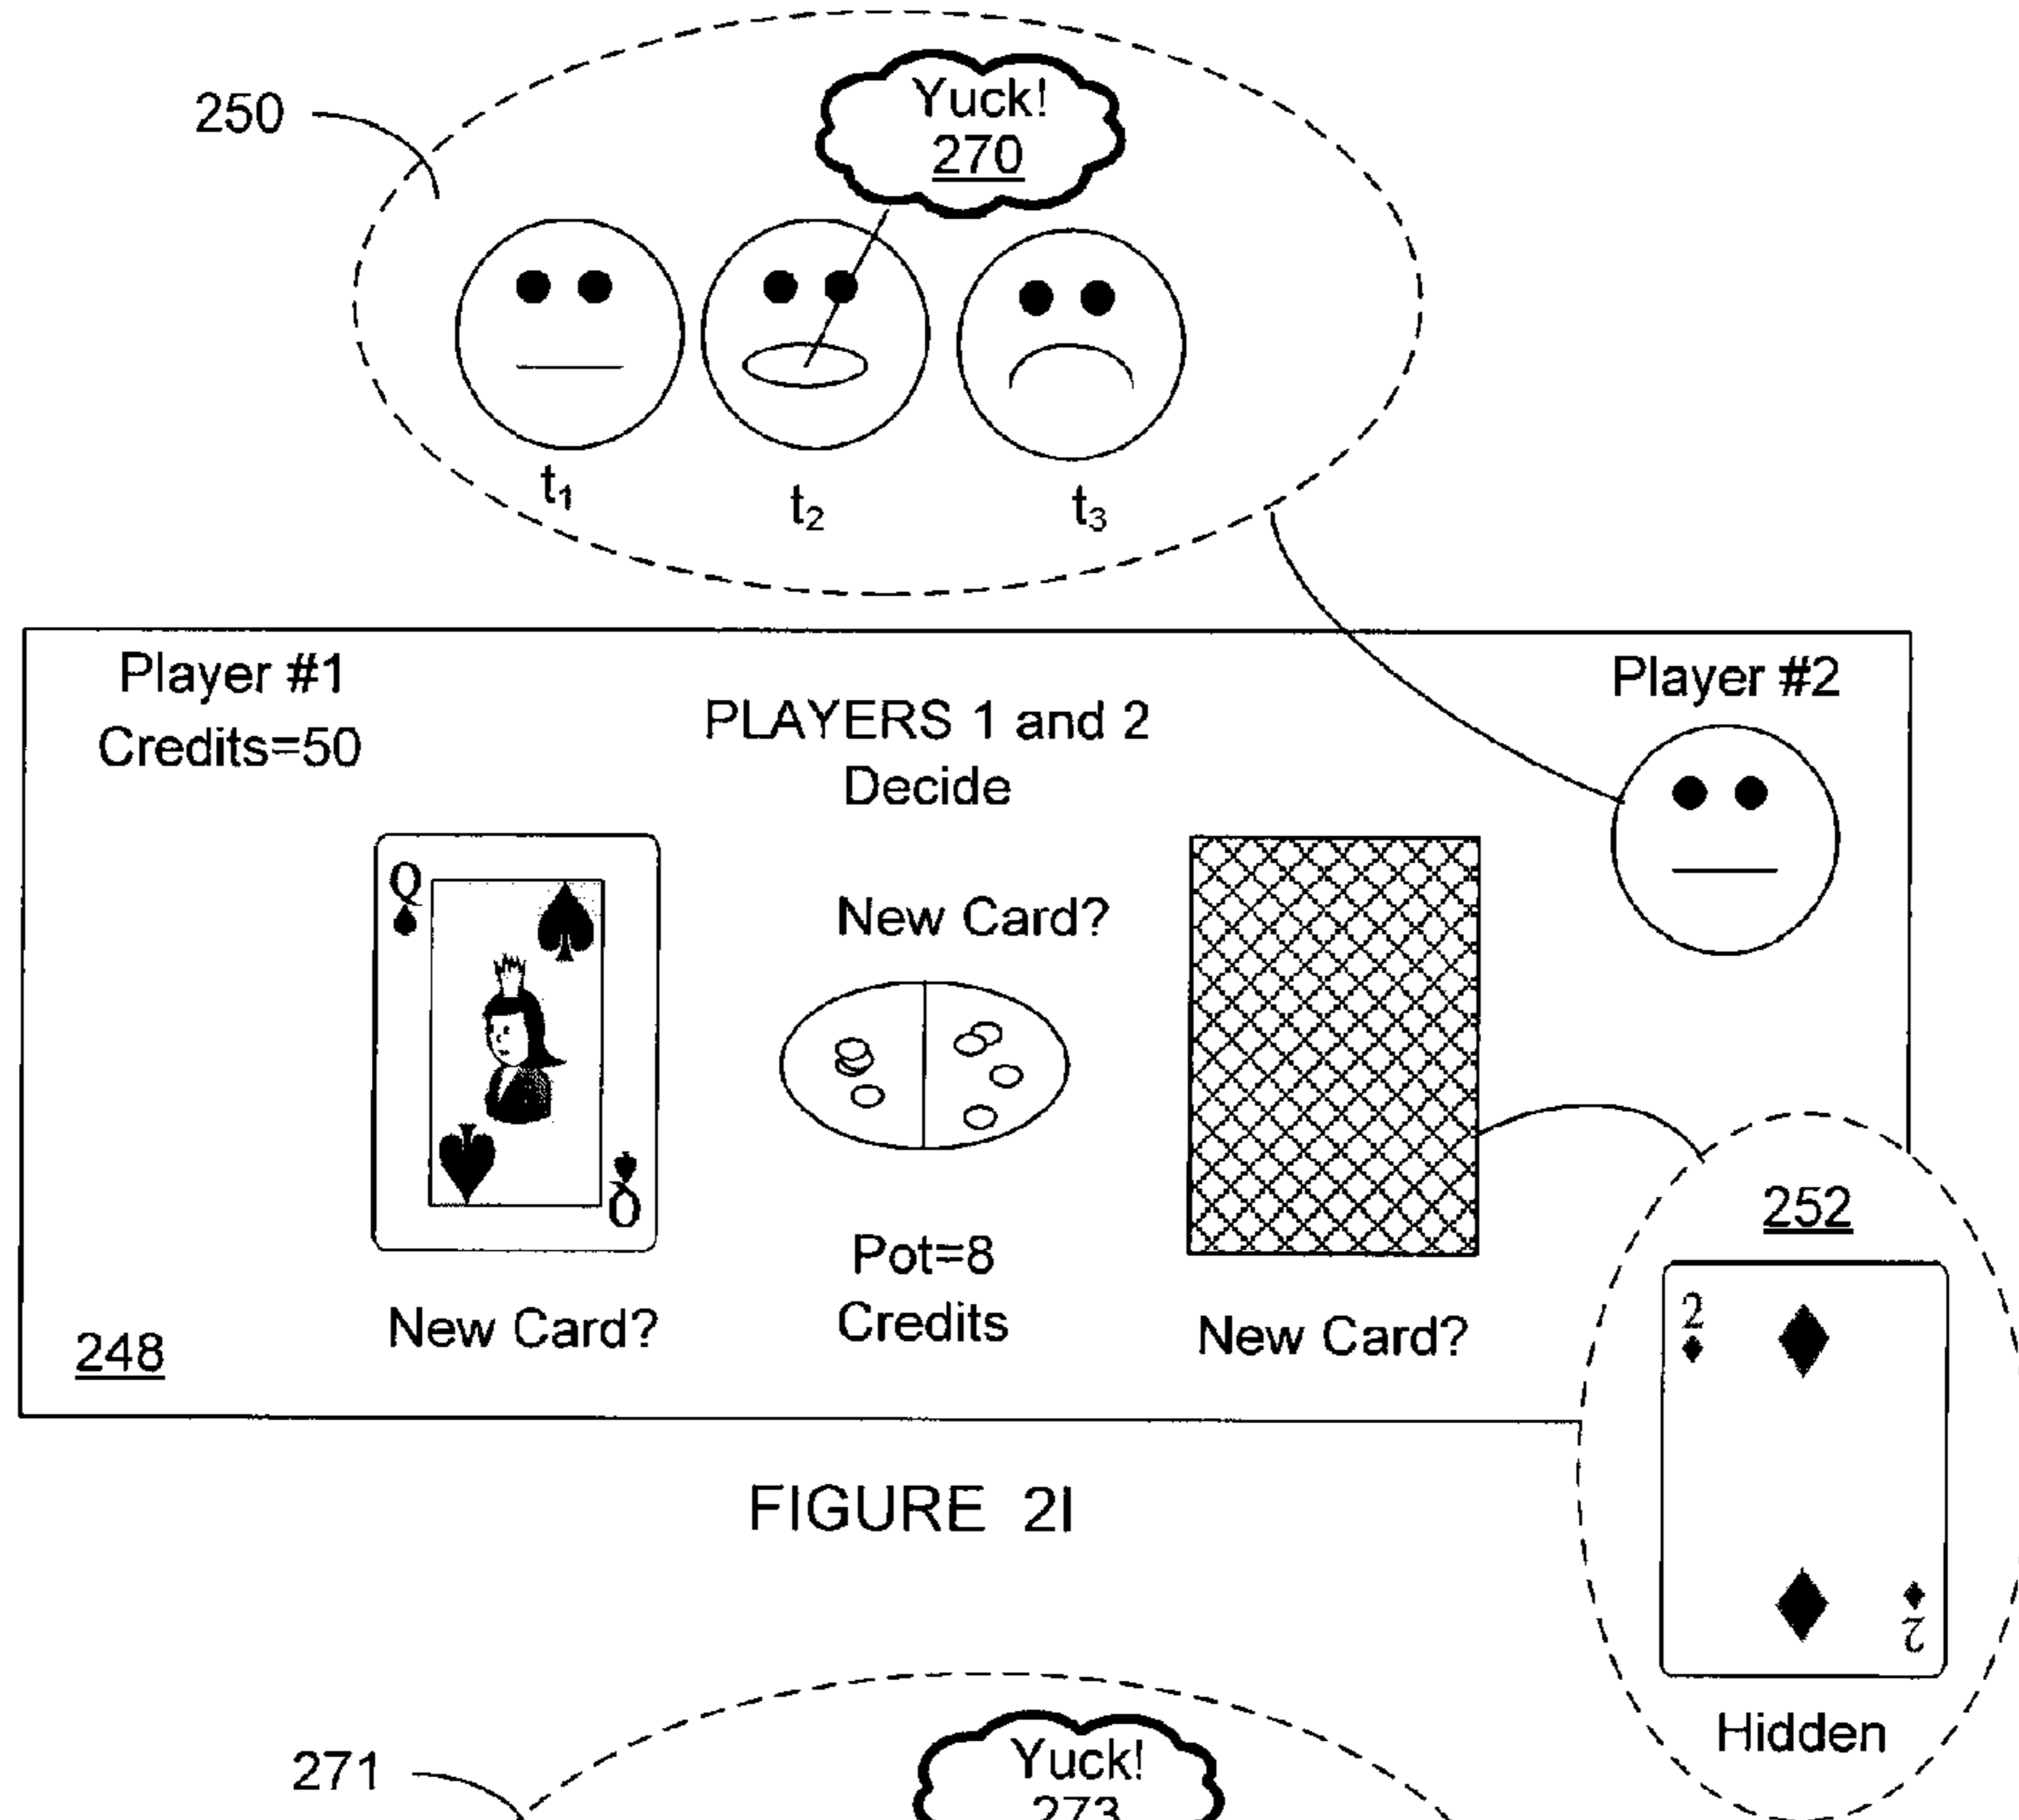 250
Yuck!
270
t₁
t₂
t₃
Player #1
Credits=50
PLAYERS 1 and 2
Decide
Player #2
Q
New Card?
Q
Pot=8
Credits
New Card?
New Card?
248
252
2
2
Hidden
FIGURE 2I
271
Yuck!
273